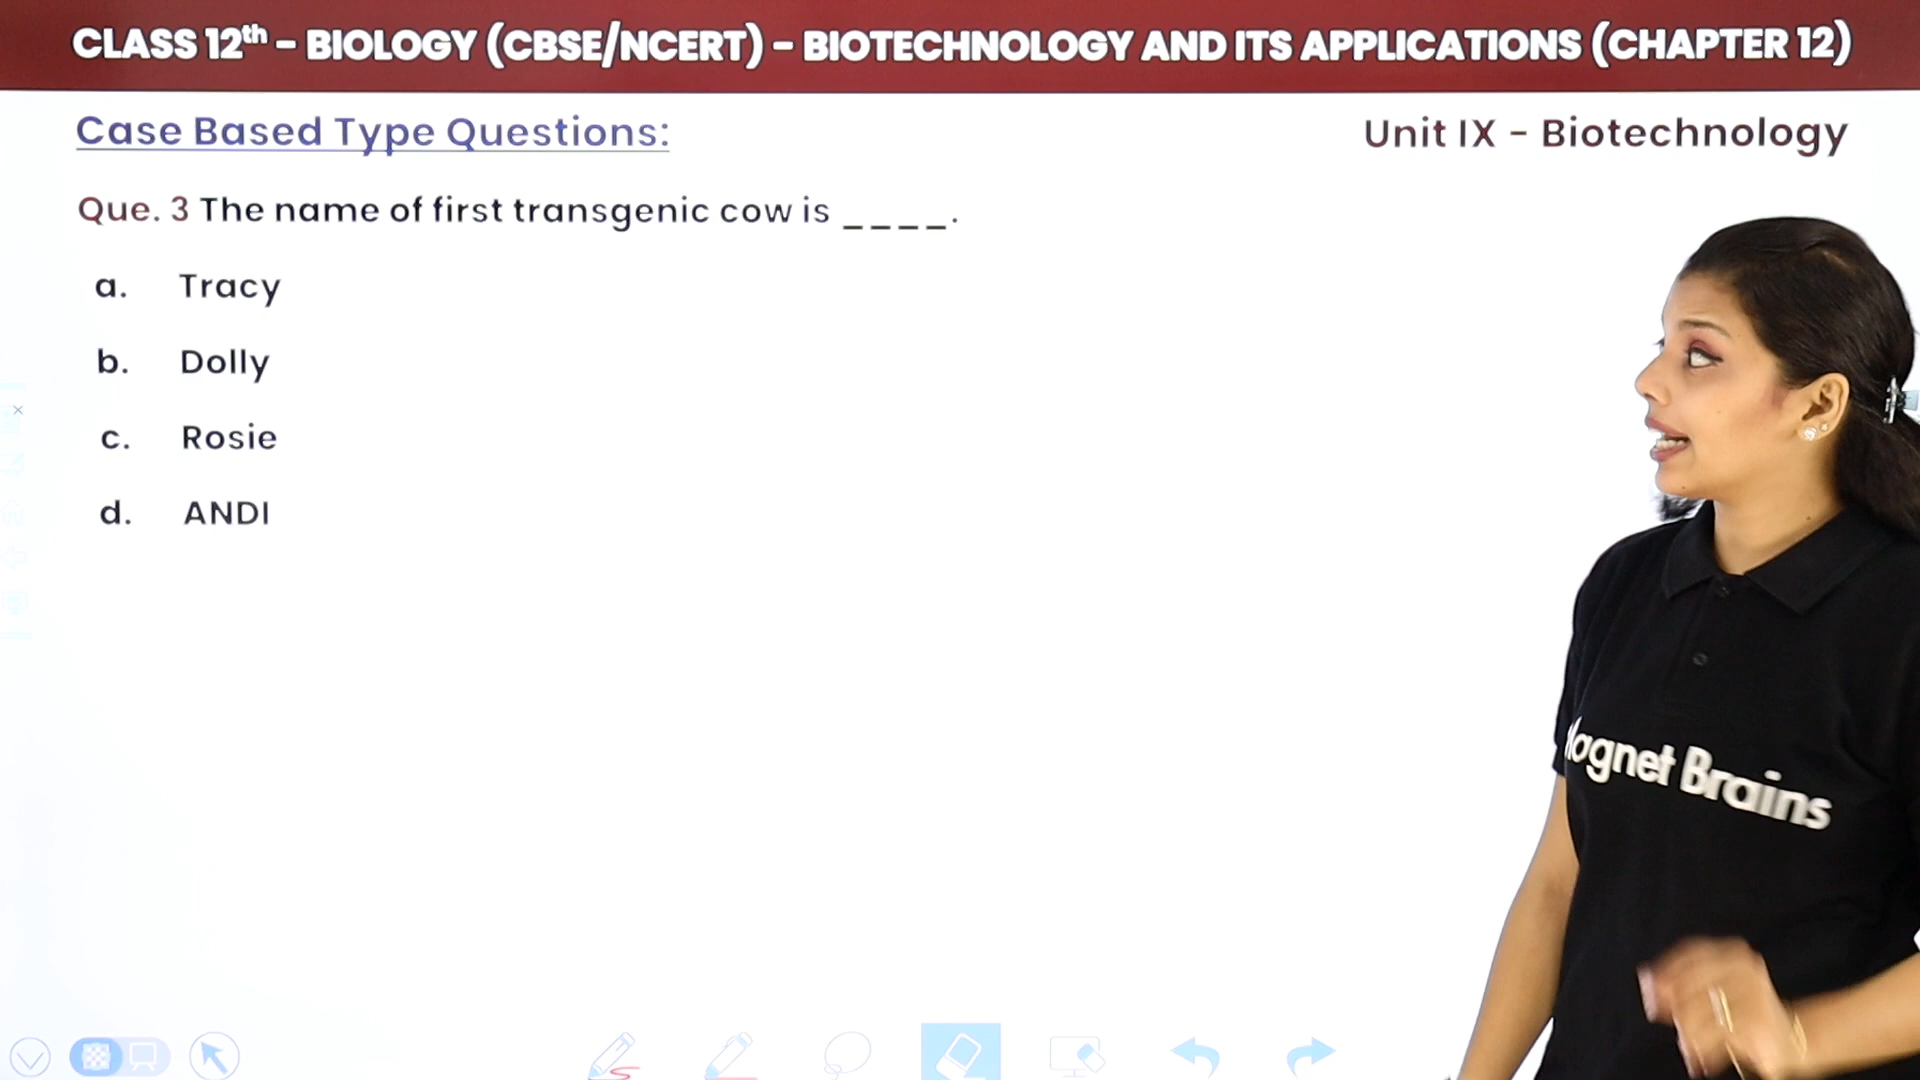 CLASS 12th – BIOLOGY (CBSE/NCERT) – BIOTECHNOLOGY AND ITS APPLICATIONS (CHAPTER 12)
Case Based Type Questions:
Unit IX – Biotechnology
Que. 3 The name of first transgenic cow is ____.
a. Tracy
b. Dolly
c. Rosie
d. ANDI
Magnet Brains